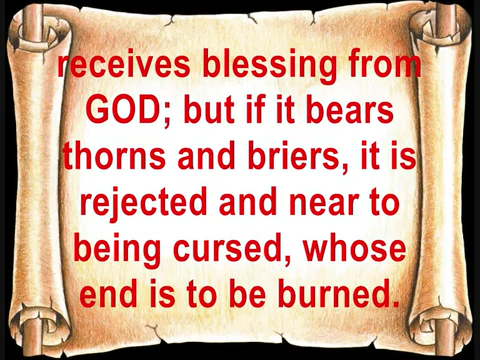 receives blessing from
GOD; but if it bears
thorns and briers, it is
rejected and near to
being cursed, whose
end is to be burned.